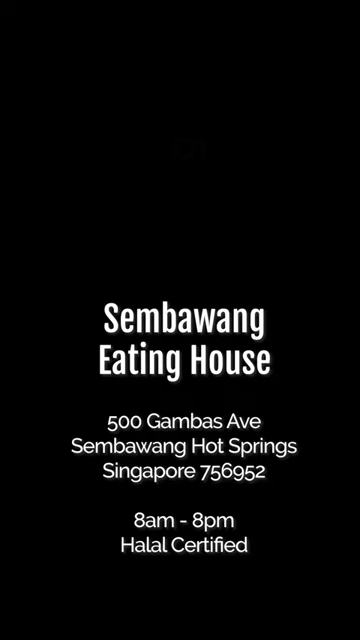 Sembawang
Eating House
500 Gambas Ave
Sembawang Hot Springs
Singapore 756952
8am - 8pm
Halal Certified